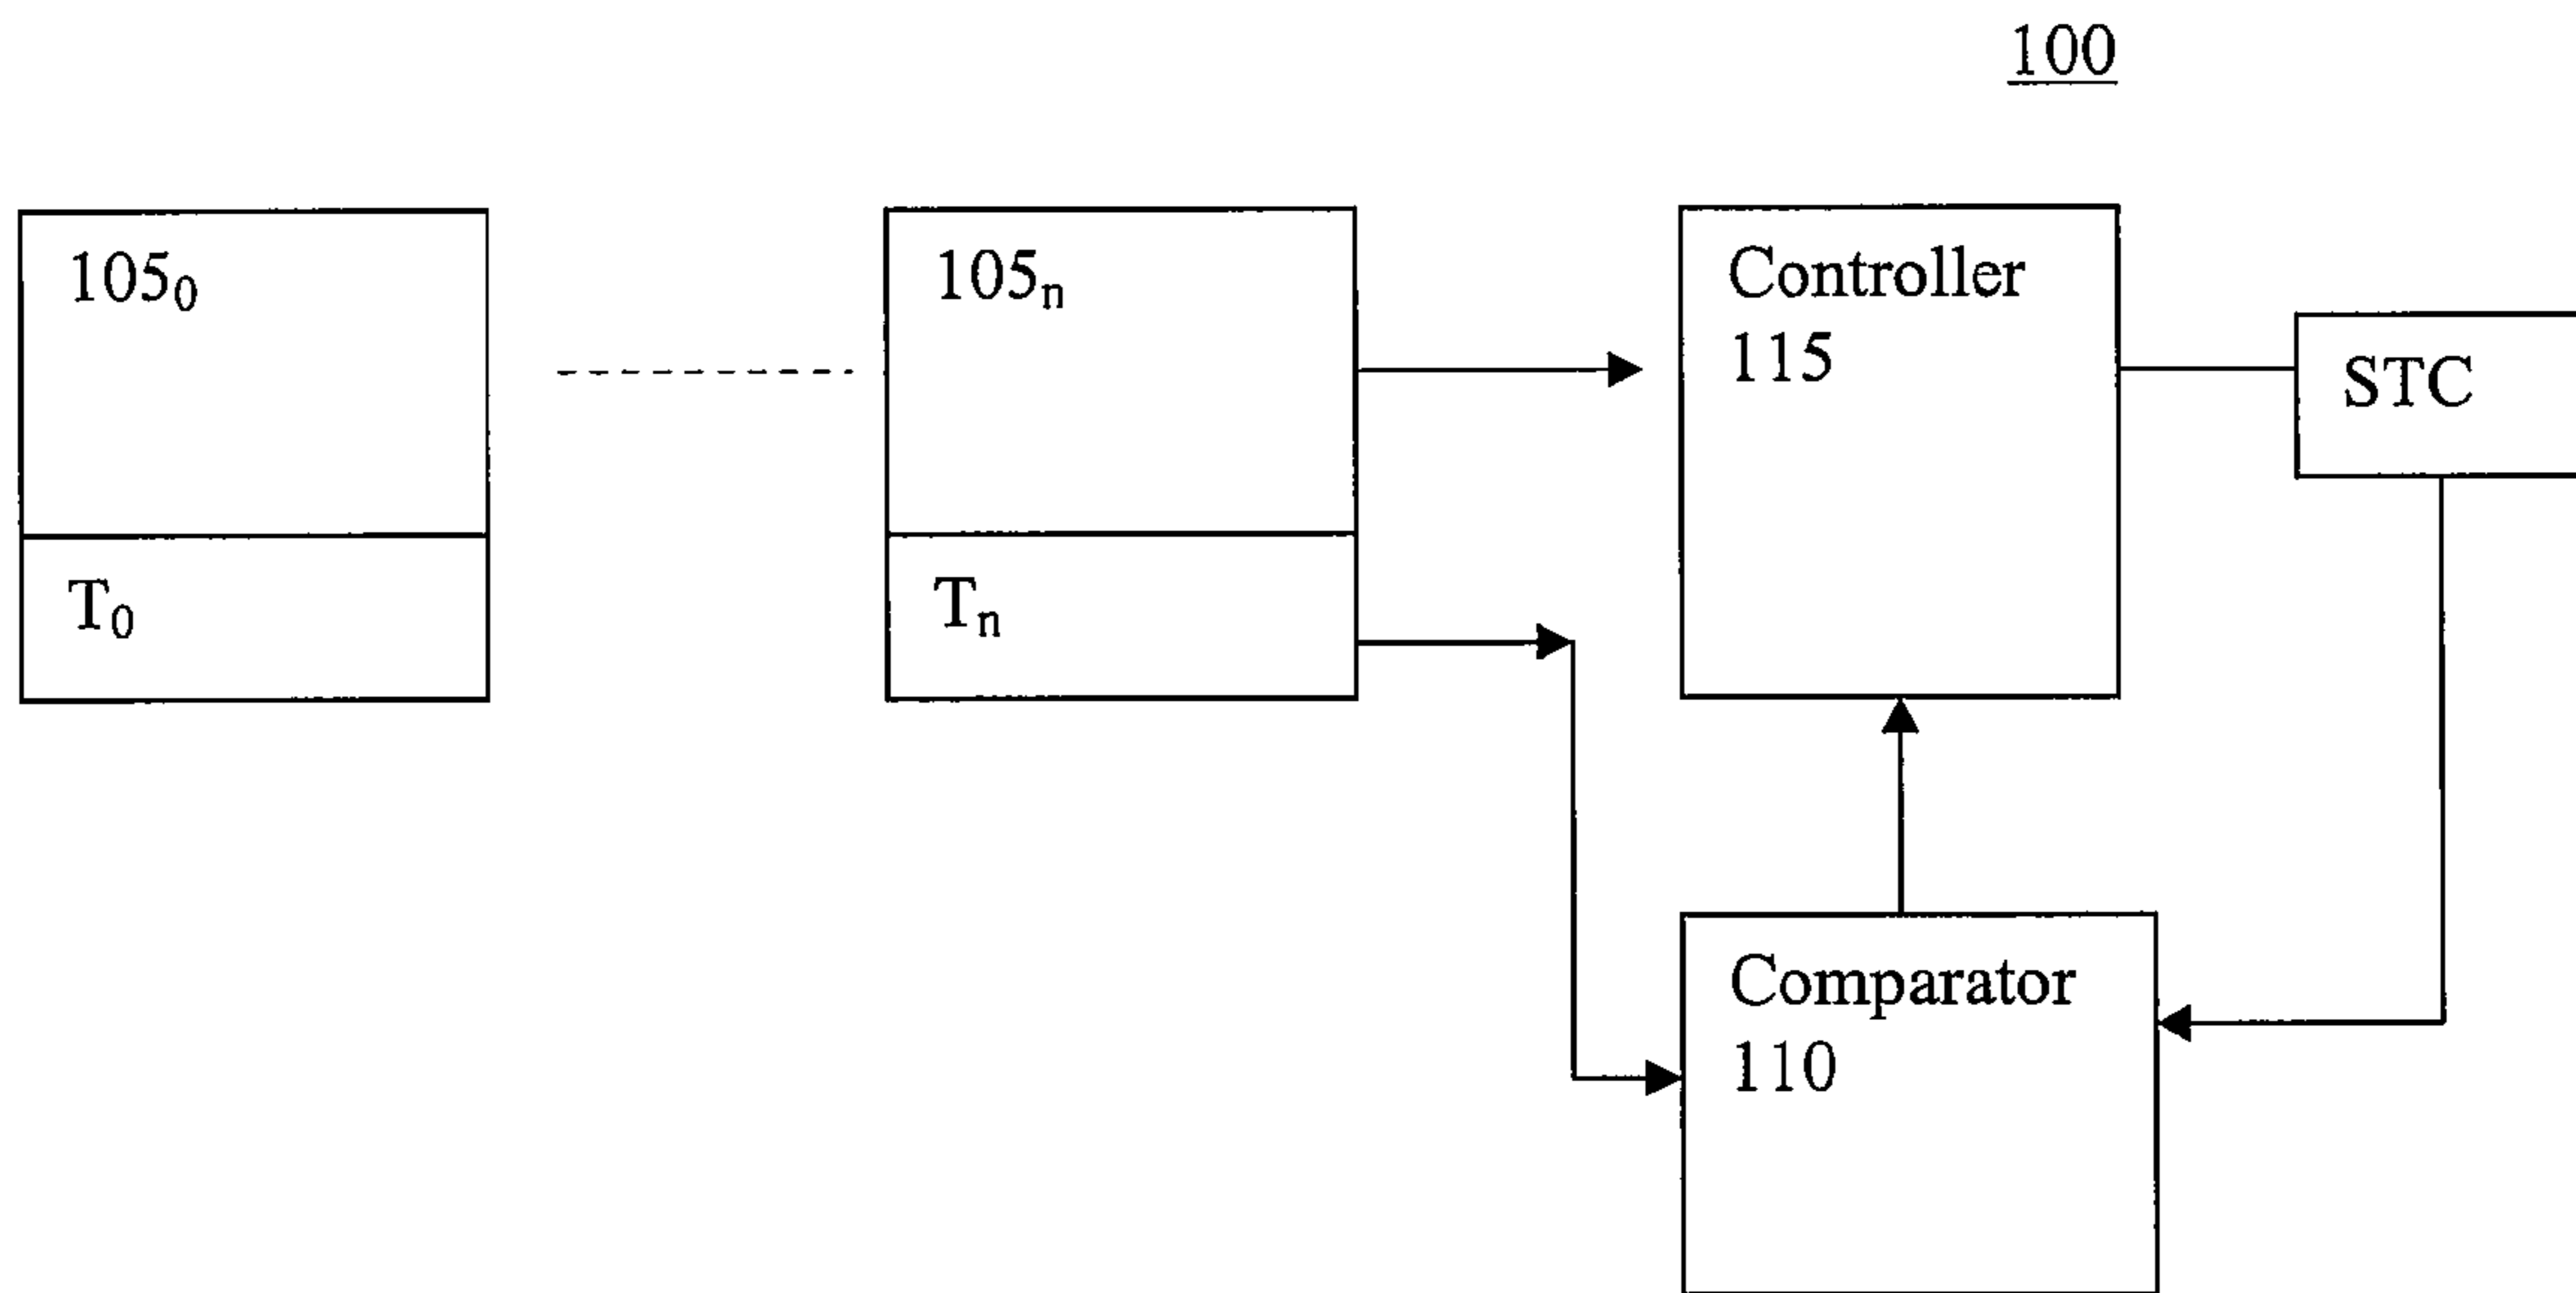 100
105₀
105ₙ
Controller
115
STC
T₀
Tₙ
Comparator
110